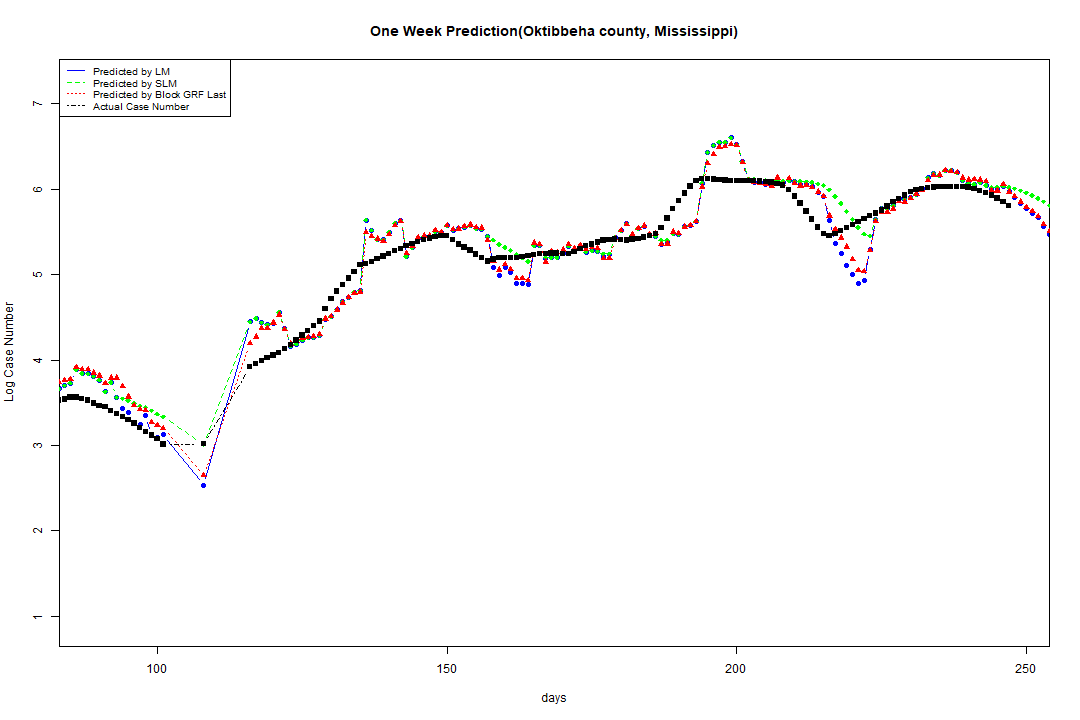 One Week Prediction(Oktibbeha county, Mississippi)
Predicted by LM
Predicted by SLM
Predicted by Block GRF Last
Actual Case Number
7
6
5
4
3
2
1
Log Case Number
100
150
200
250
days